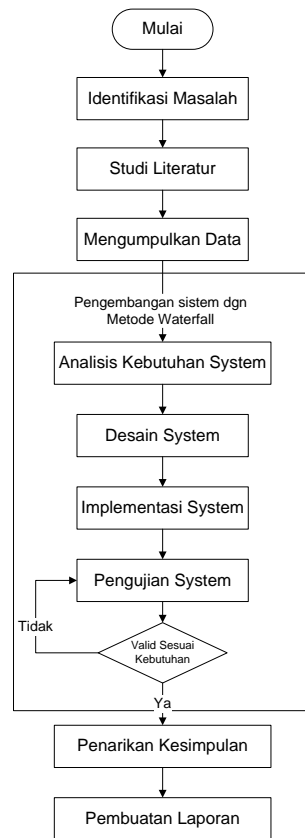 Mulai
Identifikasi Masalah
Studi Literatur
Mengumpulkan Data
Pengembangan sistem dgn
Metode Waterfall
Analisis Kebutuhan System
Desain System
Implementasi System
Pengujian System
Tidak
Valid Sesuai
Kebutuhan
Ya
Penarikan Kesimpulan
Pembuatan Laporan